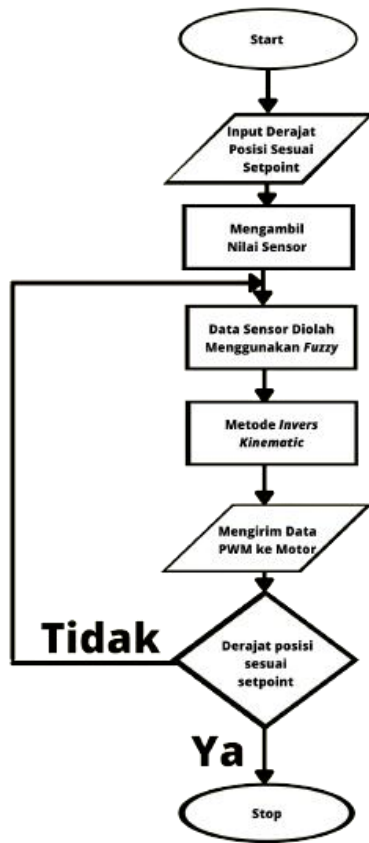 Start
Input Derajat
Posisi Sesuai
Setpoint
Mengambil
Nilai Sensor
Data Sensor Diolah
Menggunakan Fuzzy
Metode Invers
Kinematic
Mengirim Data
PWM ke Motor
Tidak
Derajat posisi
sesuai
setpoint
Ya
Stop